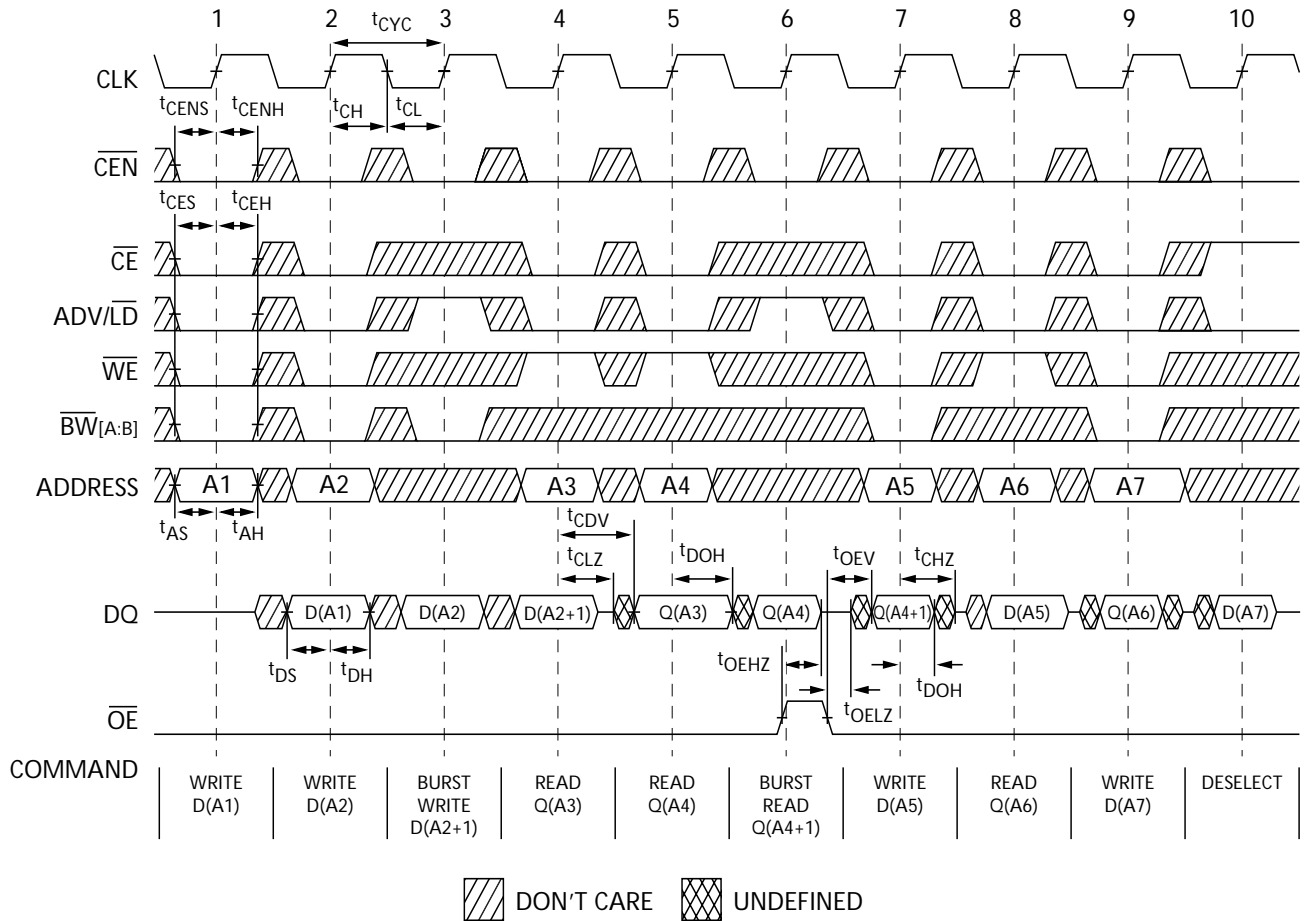 1 2 3 4 5 6 7 8 9 10
tCYC
CLK
tCENS tCENH tCH tCL
CEN
tCES tCEH
CE
ADV/LD
WE
BW[A:B]
ADDRESS A1 A2 A3 A4 A5 A6 A7
tAS tAH tCDV
tCLZ tDOH tOEV tCHZ
DQ D(A1) D(A2) D(A2+1) Q(A3) Q(A4) Q(A4+1) D(A5) Q(A6) D(A7)
tDS tDH tOEHZ tDOH
tOELZ
OE
COMMAND
WRITE WRITE BURST READ READ BURST WRITE READ WRITE DESELECT
D(A1) D(A2) WRITE Q(A3) Q(A4) READ D(A5) Q(A6) D(A7)
D(A2+1) Q(A4+1)
DON'T CARE UNDEFINED